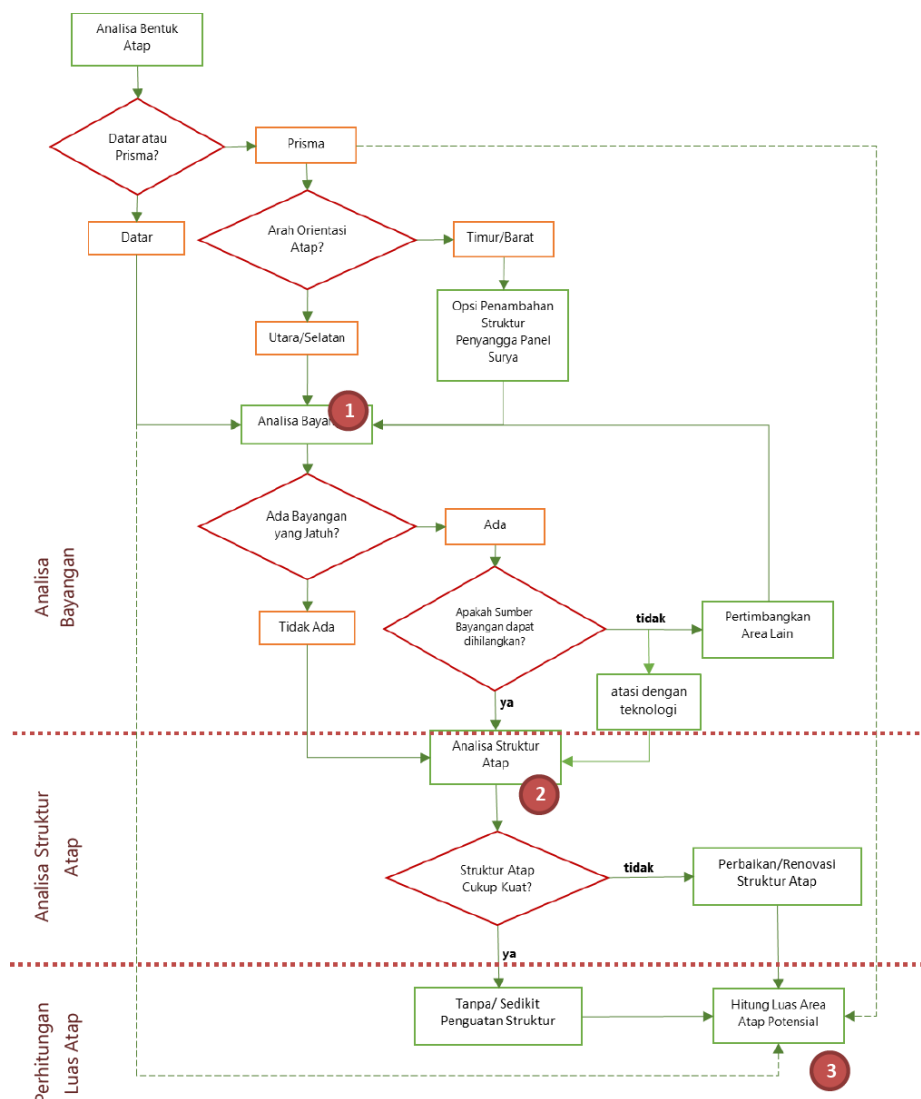 Analisa Bentuk
Atap
Datar atau
Prisma?
Prisma
Datar
Arah Orientasi
Atap?
Timur/Barat
Opsi Penambahan
Struktur
Penyangga Panel
Surya
Utara/Selatan
1
Analisa
Ada Bayangan
yang Jatuh?
Ada
Tidak Ada
Apakah Sumber
Bayangan dapat
dihilangkan?
tidak
Pertimbangkan
Area Lain
atasi dengan
teknologi
ya
Analisa
Bayangan
Analisa Struktur
Atap
2
Struktur Atap
Cukup Kuat?
tidak
Perbaikan/Renovasi
Struktur Atap
ya
Analisa Struktur
Atap
Tanpa/ Sedikit
Penguatan Struktur
Hitung Luas Area
Atap Potensial
3
Perhitungan
Luas Atap